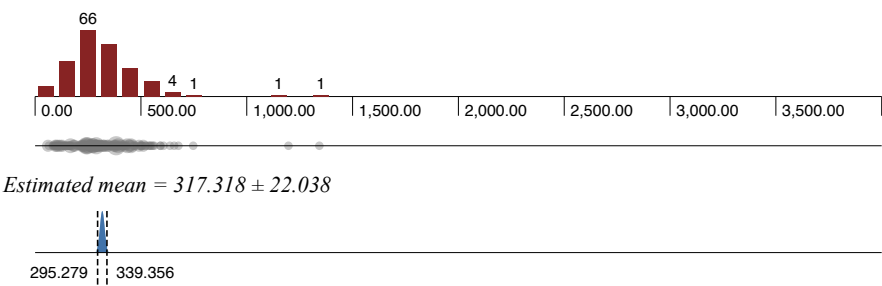 66
4 1 1 1
0.00 500.00 1,000.00 1,500.00 2,000.00 2,500.00 3,000.00 3,500.00
Estimated mean = 317.318 ± 22.038
295.279 339.356